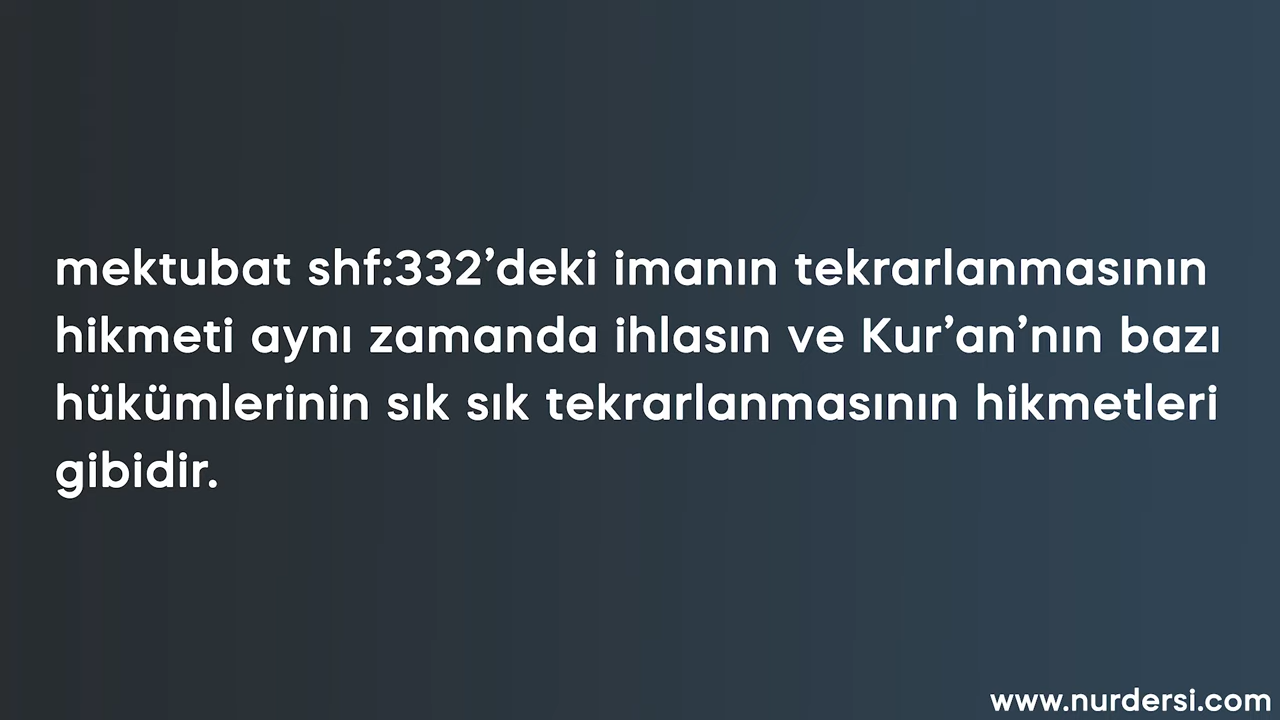 mektubat shf:332’deki imanın tekrarlanmasının
hikmeti aynı zamanda ihlasın ve Kur’an’nın bazı
hükümlerinin sık sık tekrarlanmasının hikmetleri
gibidir.
www.nurdersi.com